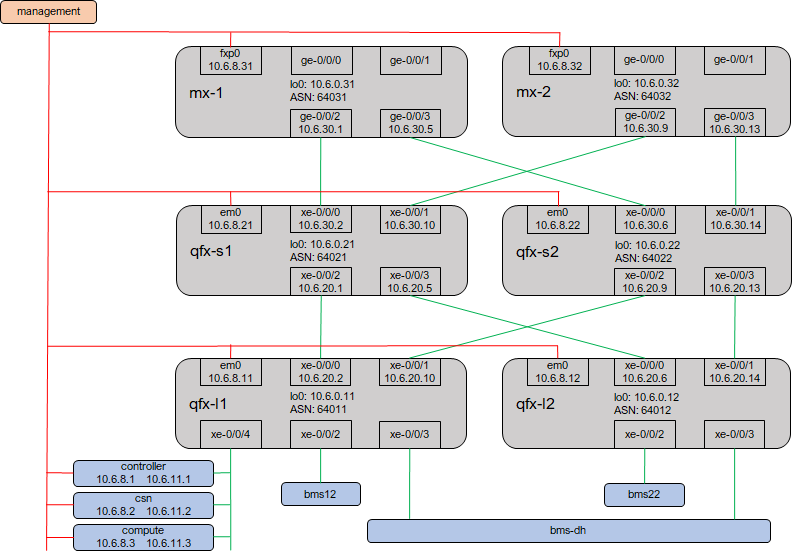 management
fxp0
10.6.8.31
ge-0/0/0
ge-0/0/1
mx-1
lo0: 10.6.0.31
ASN: 64031
ge-0/0/2
10.6.30.1
ge-0/0/3
10.6.30.5
fxp0
10.6.8.32
ge-0/0/0
ge-0/0/1
mx-2
lo0: 10.6.0.32
ASN: 64032
ge-0/0/2
10.6.30.9
ge-0/0/3
10.6.30.13
em0
10.6.8.21
xe-0/0/0
10.6.30.2
xe-0/0/1
10.6.30.10
qfx-s1
lo0: 10.6.0.21
ASN: 64021
xe-0/0/2
10.6.20.1
xe-0/0/3
10.6.20.5
em0
10.6.8.22
xe-0/0/0
10.6.30.6
xe-0/0/1
10.6.30.14
qfx-s2
lo0: 10.6.0.22
ASN: 64022
xe-0/0/2
10.6.20.9
xe-0/0/3
10.6.20.13
em0
10.6.8.11
xe-0/0/0
10.6.20.2
xe-0/0/1
10.6.20.10
qfx-l1
lo0: 10.6.0.11
ASN: 64011
xe-0/0/4
xe-0/0/2
xe-0/0/3
em0
10.6.8.12
xe-0/0/0
10.6.20.6
xe-0/0/1
10.6.20.14
qfx-l2
lo0: 10.6.0.12
ASN: 64012
xe-0/0/2
xe-0/0/3
controller
10.6.8.1 10.6.11.1
csn
10.6.8.2 10.6.11.2
compute
10.6.8.3 10.6.11.3
bms12
bms22
bms-dh